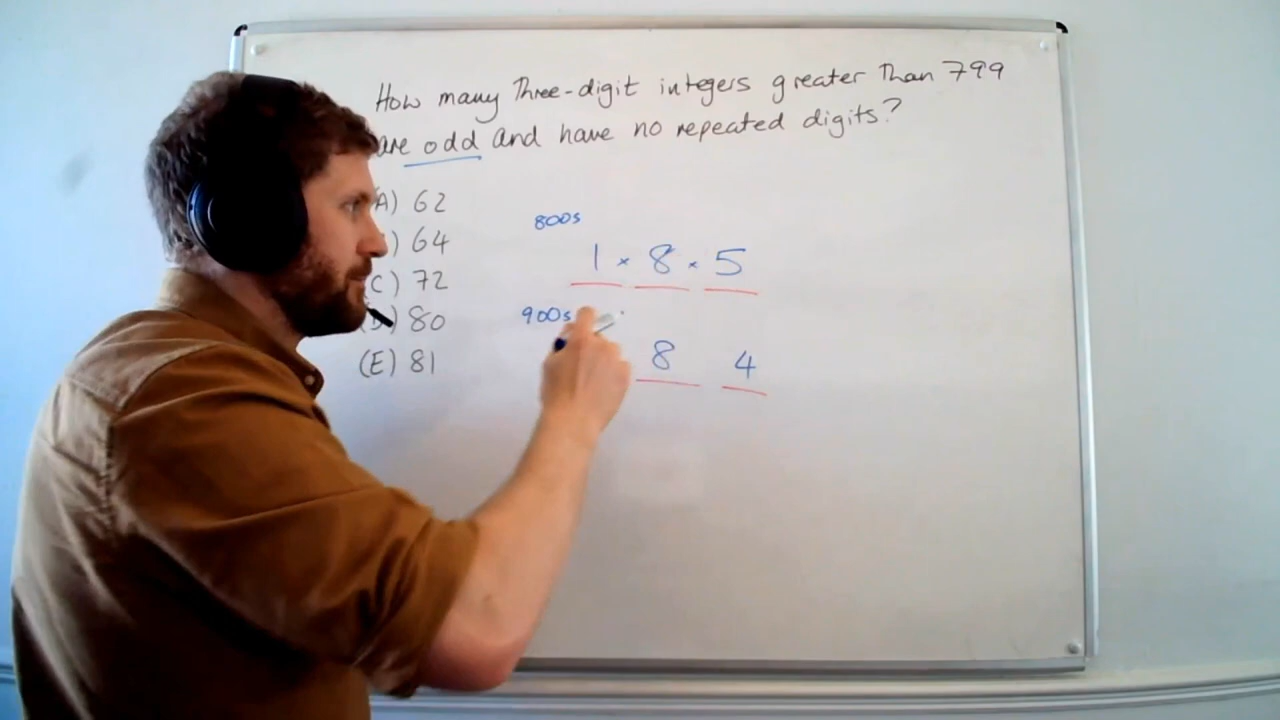 How many Three-digit integers greater than 799
are odd and have no repeated digits?
A) 62
) 64
(C) 72
80
(E) 81
800s
1 × 8 × 5
900s
8 4